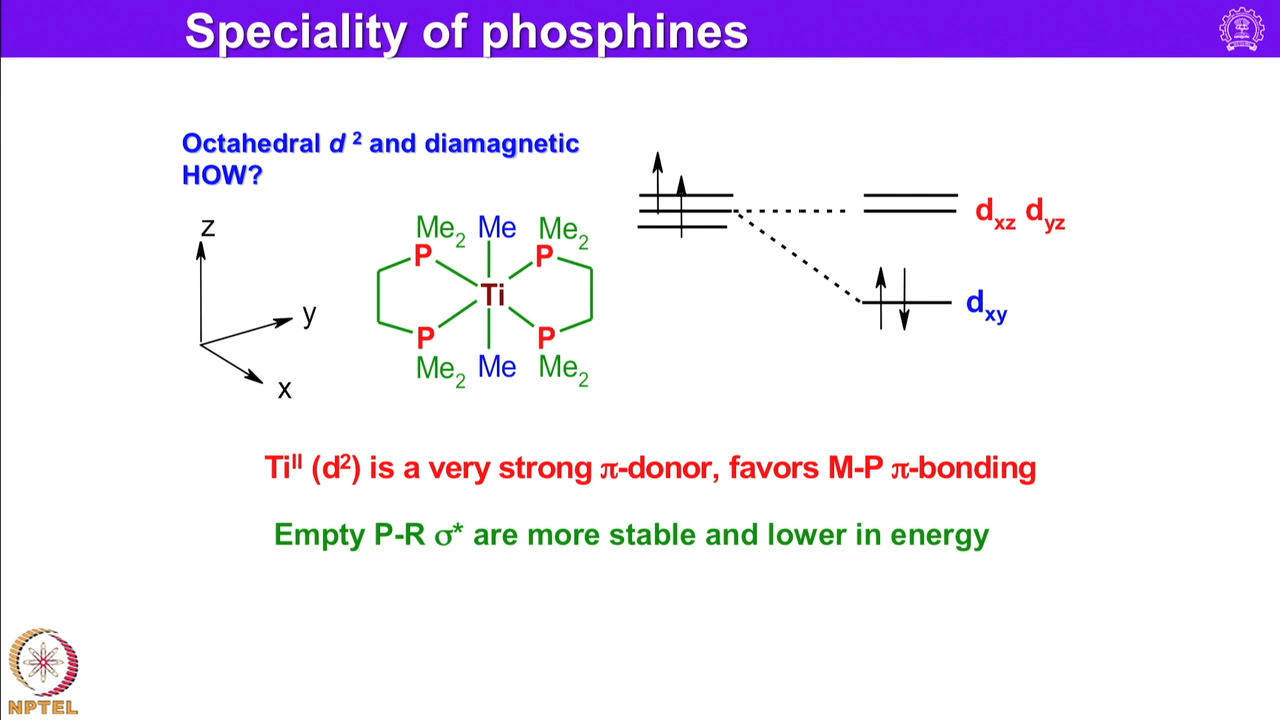 Speciality of phosphines
Octahedral d ² and diamagnetic
HOW?
z
y
x
Me₂ Me Me₂
P P
Ti
P P
Me₂ Me Me₂
dxz dyz
dxy
Tiᴵᴵ (d²) is a very strong π-donor, favors M-P π-bonding
Empty P-R σ* are more stable and lower in energy
NPTEL